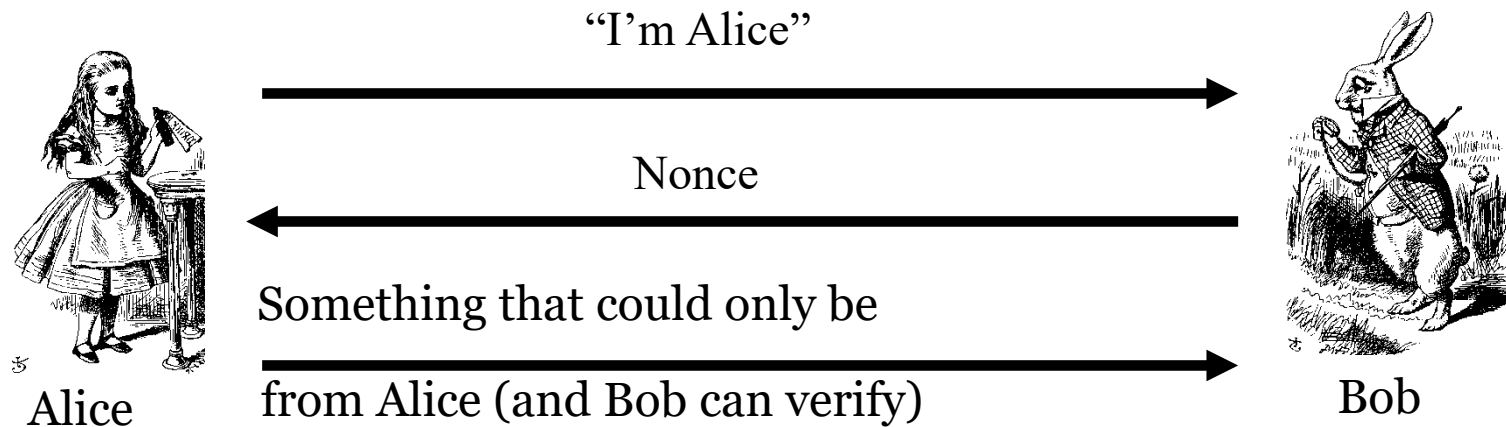 “I’m Alice”
Nonce
Something that could only be
from Alice (and Bob can verify)
Alice
Bob